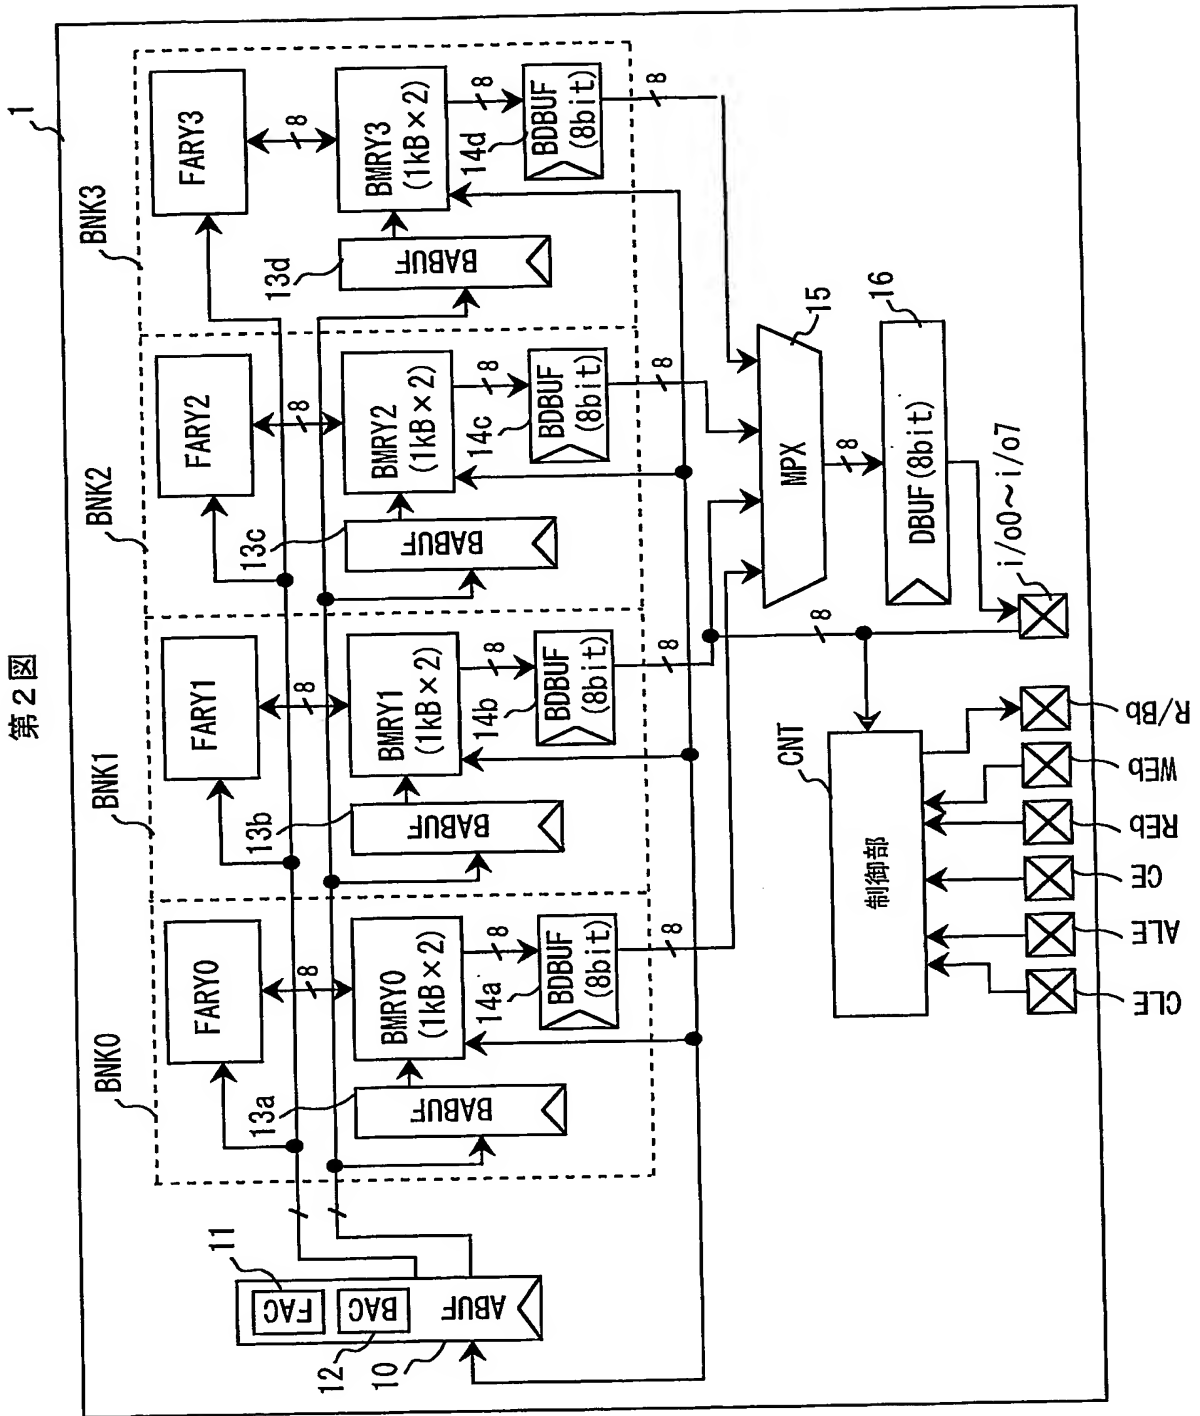 第2図
1
BNK0
BNK1
BNK2
BNK3
FARY0
FARY1
FARY2
FARY3
8
8
8
8
BMRY0
(1kB×2)
BMRY1
(1kB×2)
BMRY2
(1kB×2)
BMRY3
(1kB×2)
13a
BABUF
13b
BABUF
13c
BABUF
13d
BABUF
8
8
8
8
14a
BDBUF
(8bit)
14b
BDBUF
(8bit)
14c
BDBUF
(8bit)
14d
BDBUF
(8bit)
8
8
8
8
11
FAC
BAC
12
ABUF
10
MPX
15
8
8
DBUF(8bit)
16
i/o0~i/o7
CNT
制御部
CLE
ALE
CE
REb
WEb
R/Bb